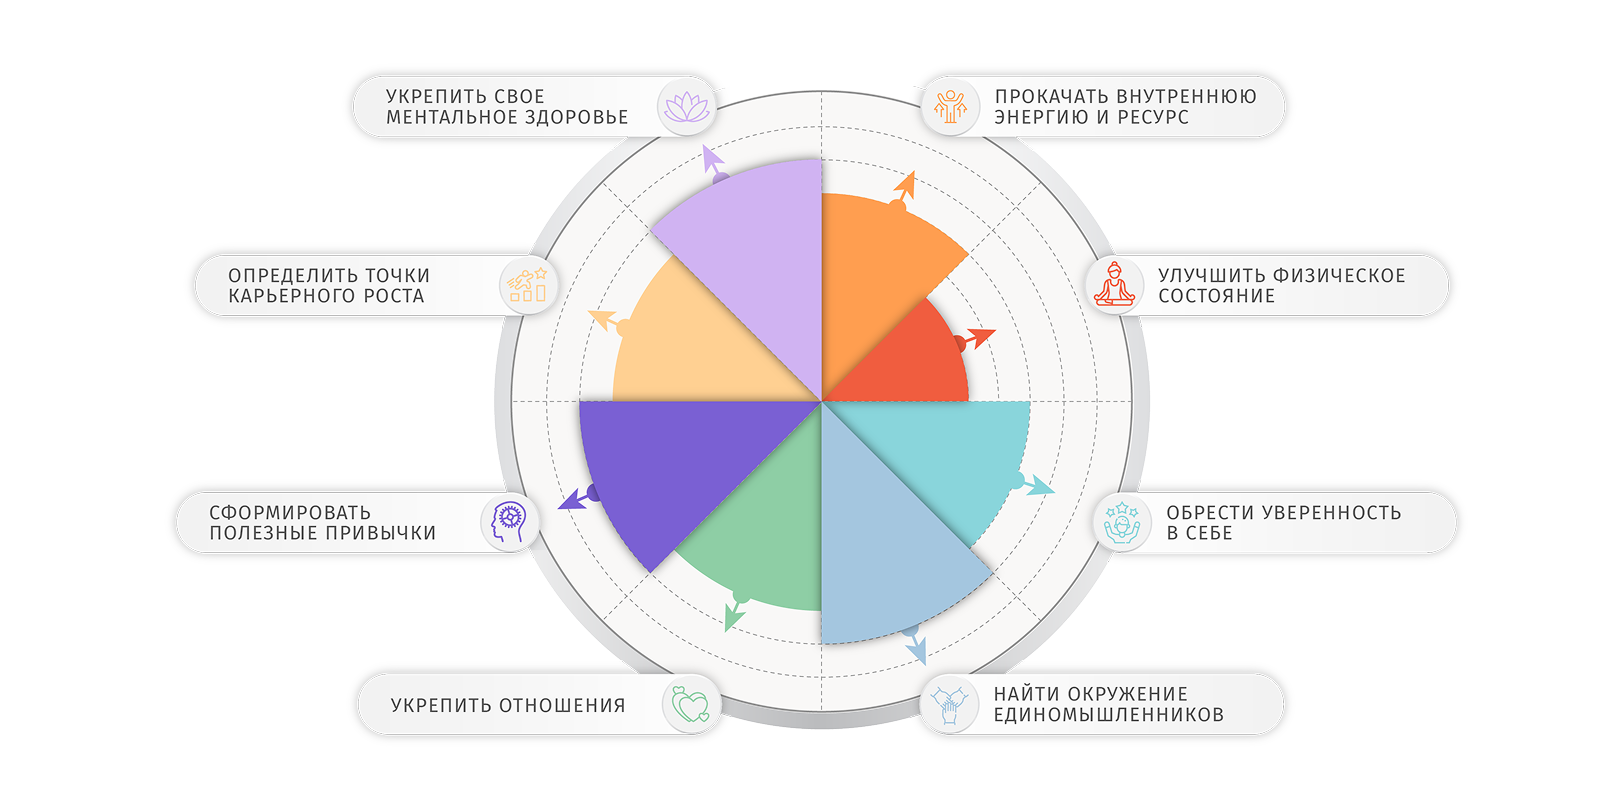 УКРЕПИТЬ СВОЕ
МЕНТАЛЬНОЕ ЗДОРОВЬЕ
ПРОКАЧАТЬ ВНУТРЕННЮЮ
ЭНЕРГИЮ И РЕСУРС
ОПРЕДЕЛИТЬ ТОЧКИ
КАРЬЕРНОГО РОСТА
УЛУЧШИТЬ ФИЗИЧЕСКОЕ
СОСТОЯНИЕ
СФОРМИРОВАТЬ
ПОЛЕЗНЫЕ ПРИВЫЧКИ
ОБРЕСТИ УВЕРЕННОСТЬ
В СЕБЕ
УКРЕПИТЬ ОТНОШЕНИЯ
НАЙТИ ОКРУЖЕНИЕ
ЕДИНОМЫШЛЕННИКОВ